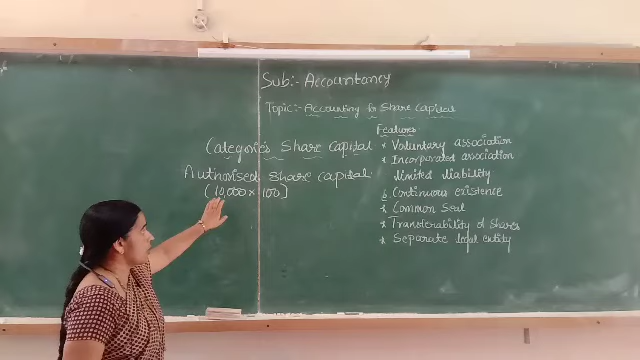 Sub:- Accountancy
Topic:- Accounting for Share Capital
Categories Share Capital
Authorised Share capital
(10,000 × 100]
Features
* Voluntary association
* Incorporated association
limited liability
* Continuous existence
* Common Seal
* Transferability of shares
* Separate legal entity